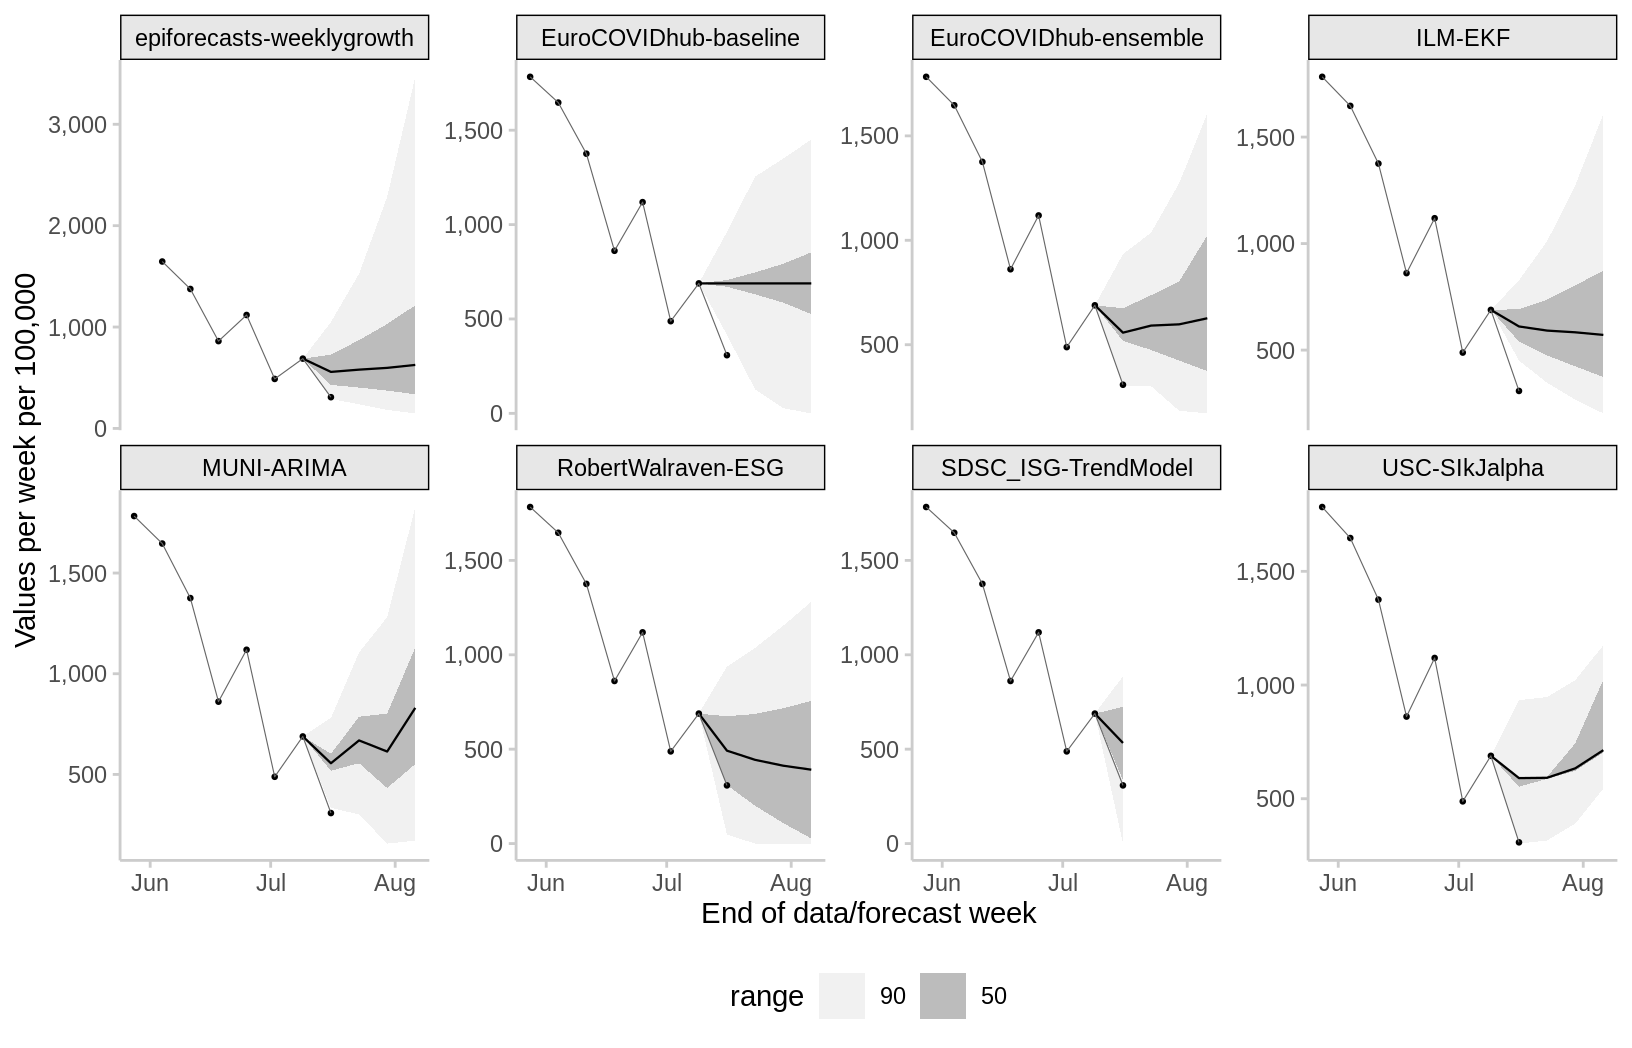 epiforecasts-weeklygrowth
EuroCOVIDhub-baseline
EuroCOVIDhub-ensemble
ILM-EKF
3,000
2,000
1,000
0
1,500
1,000
500
0
1,500
1,000
500
1,500
1,000
500
Values per week per 100,000
MUNI-ARIMA
RobertWalraven-ESG
SDSC_ISG-TrendModel
USC-SIkJalpha
1,500
1,000
500
1,500
1,000
500
0
1,500
1,000
500
0
1,500
1,000
500
Jun Jul Aug
Jun Jul Aug
Jun Jul Aug
Jun Jul Aug
End of data/forecast week
range 90 50